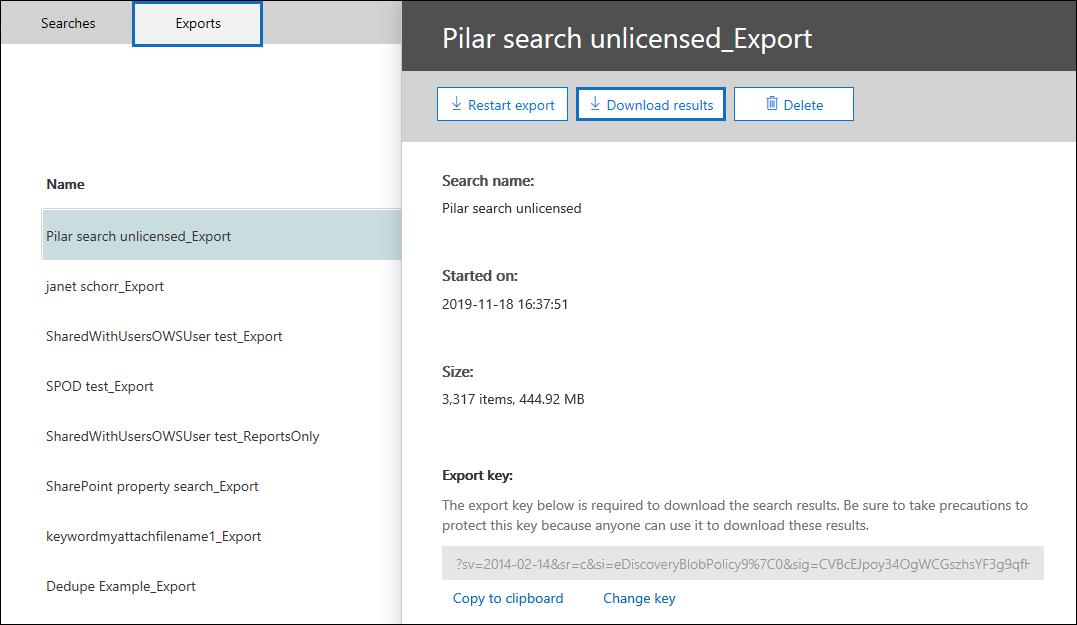 Searches
Exports
Name
Pilar search unlicensed_Export
janet schorr_Export
SharedWithUsersOWSUser test_Export
SPOD test_Export
SharedWithUsersOWSUser test_ReportsOnly
SharePoint property search_Export
keywordmyattachfilename1_Export
Dedupe Example_Export
Pilar search unlicensed_Export
Restart export
Download results
Delete
Search name:
Pilar search unlicensed
Started on:
2019-11-18 16:37:51
Size:
3,317 items, 444.92 MB
Export key:
The export key below is required to download the search results. Be sure to take precautions to
protect this key because anyone can use it to download these results.
?sv=2014-02-14&sr=c&si=eDiscoveryBlobPolicy9%7C0&sig=CVBcEJpoy34OgWCGszhsYF3g9qfH
Copy to clipboard
Change key